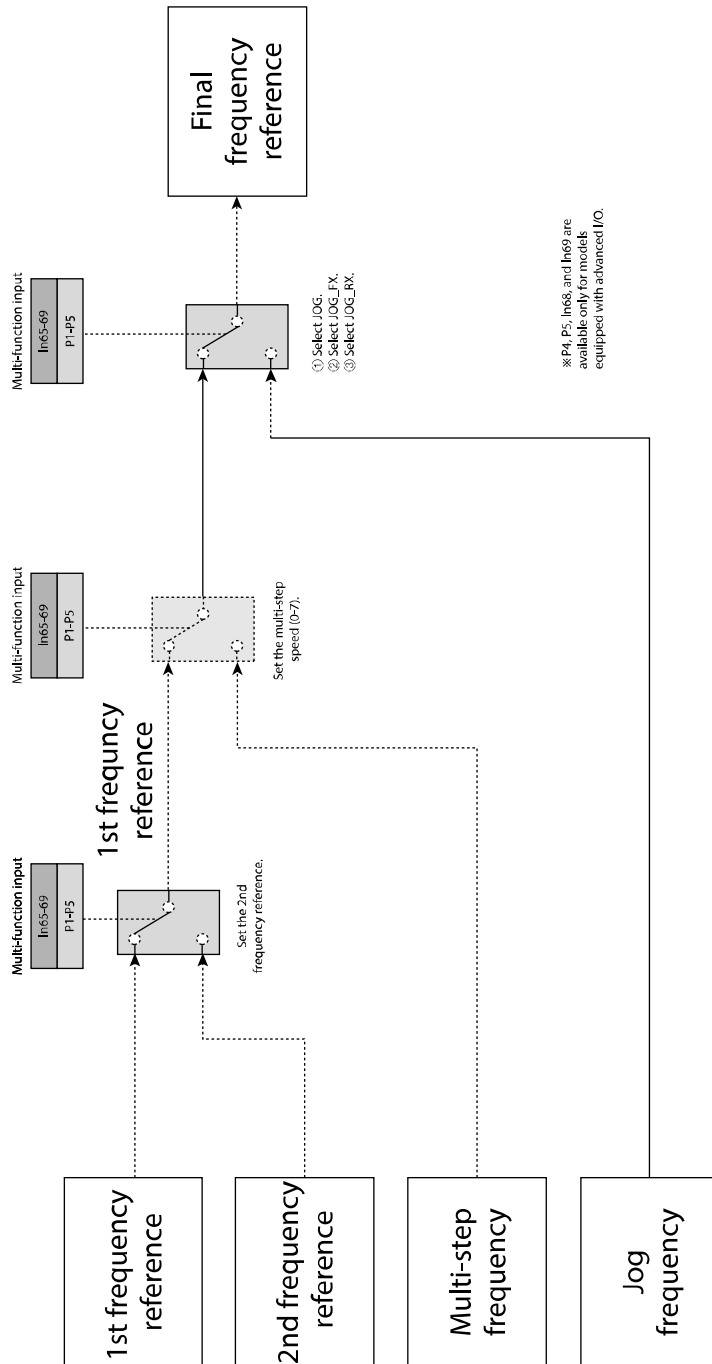 1st frequency
reference
2nd frequency
reference
Multi-step
frequency
Jog
frequency
Multi-function input
In65-69
P1-P5
Set the 2nd
frequency reference.
1st frequncy
reference
Multi-function input
In65-69
P1-P5
Set the multi-step
speed (0-7).
Multi-function input
In65-69
P1-P5
① Select JOG.
② Select JOG_FX.
③ Select JOG_RX.
Final
frequency
reference
※P4, P5, In68, and In69 are
available only for models
equipped with advanced I/O.